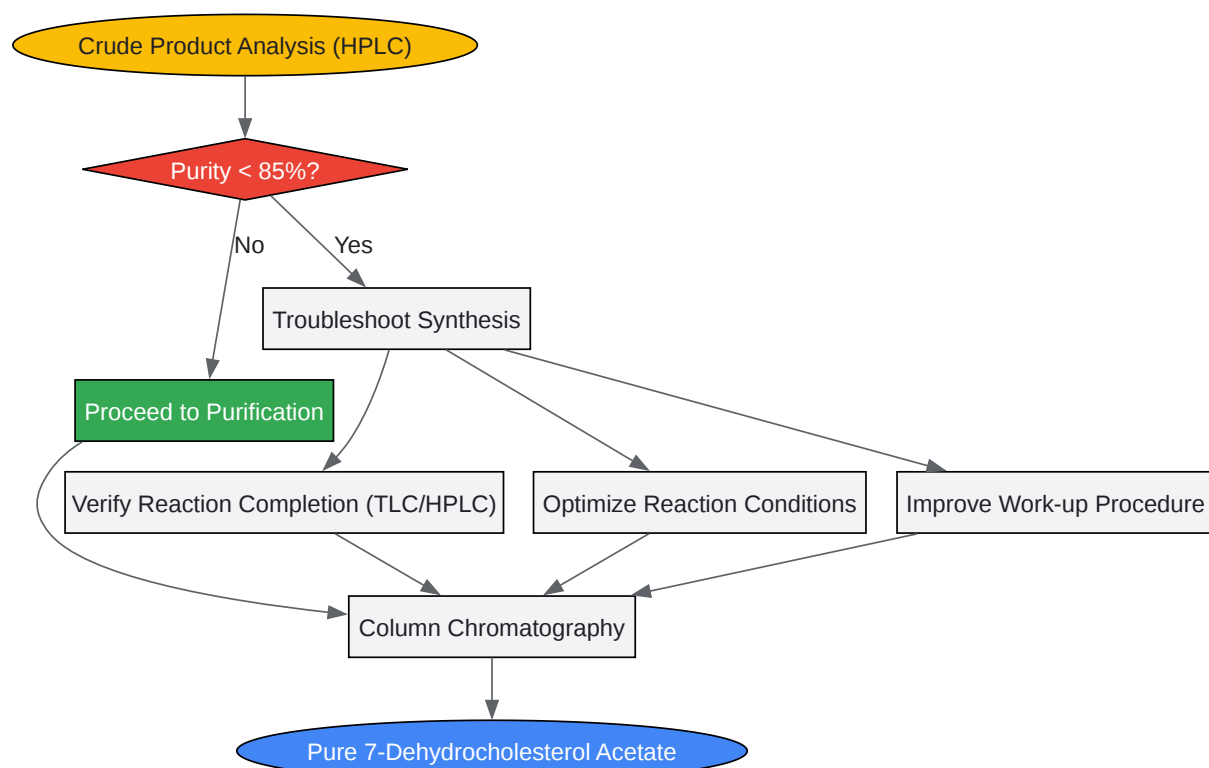 Crude Product Analysis (HPLC)
Purity < 85%?
No
Yes
Troubleshoot Synthesis
Proceed to Purification
Verify Reaction Completion (TLC/HPLC)
Optimize Reaction Conditions
Improve Work-up Procedure
Column Chromatography
Pure 7-Dehydrocholesterol Acetate